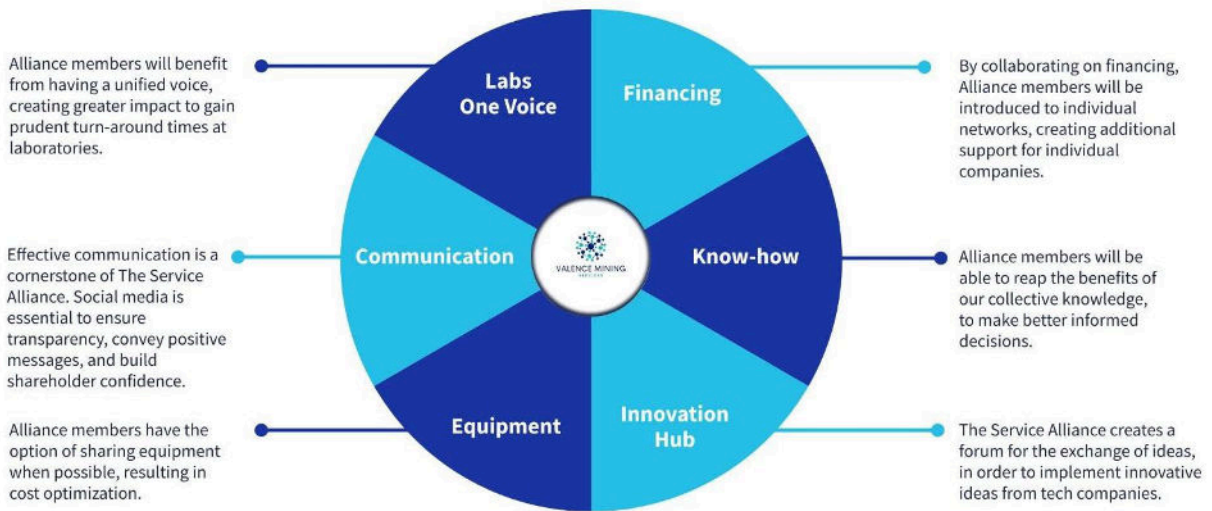 Alliance members will benefit
from having a unified voice,
creating greater impact to gain
prudent turn-around times at
laboratories.
Labs
One Voice
Financing
By collaborating on financing,
Alliance members will be
introduced to individual
networks, creating additional
support for individual
companies.
Effective communication is a
cornerstone of The Service
Alliance. Social media is
essential to ensure
transparency, convey positive
messages, and build
shareholder confidence.
Communication
VALENCE MINING
SERVICES
Know-how
Alliance members will be
able to reap the benefits of
our collective knowledge,
to make better informed
decisions.
Alliance members have the
option of sharing equipment
when possible, resulting in
cost optimization.
Equipment
Innovation
Hub
The Service Alliance creates a
forum for the exchange of ideas,
in order to implement innovative
ideas from tech companies.